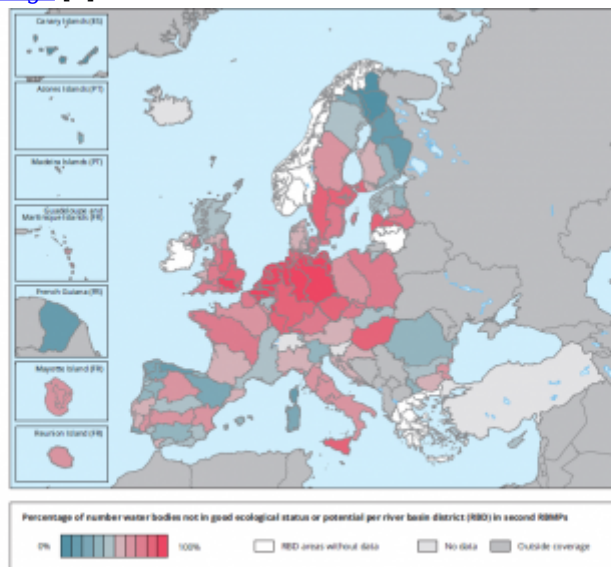 Canary Islands (ES)
Azores Islands (PT)
Madeira Islands (PT)
Guadeloupe and
Martinique Islands (FR)
French Guiana (FR)
Mayotte Island (FR)
Reunion Island (FR)
Percentage of number water bodies not in good ecological status or potential per river basin district (RBD) in second RBMPs
0%
100%
RBD areas without data
No data
Outside coverage